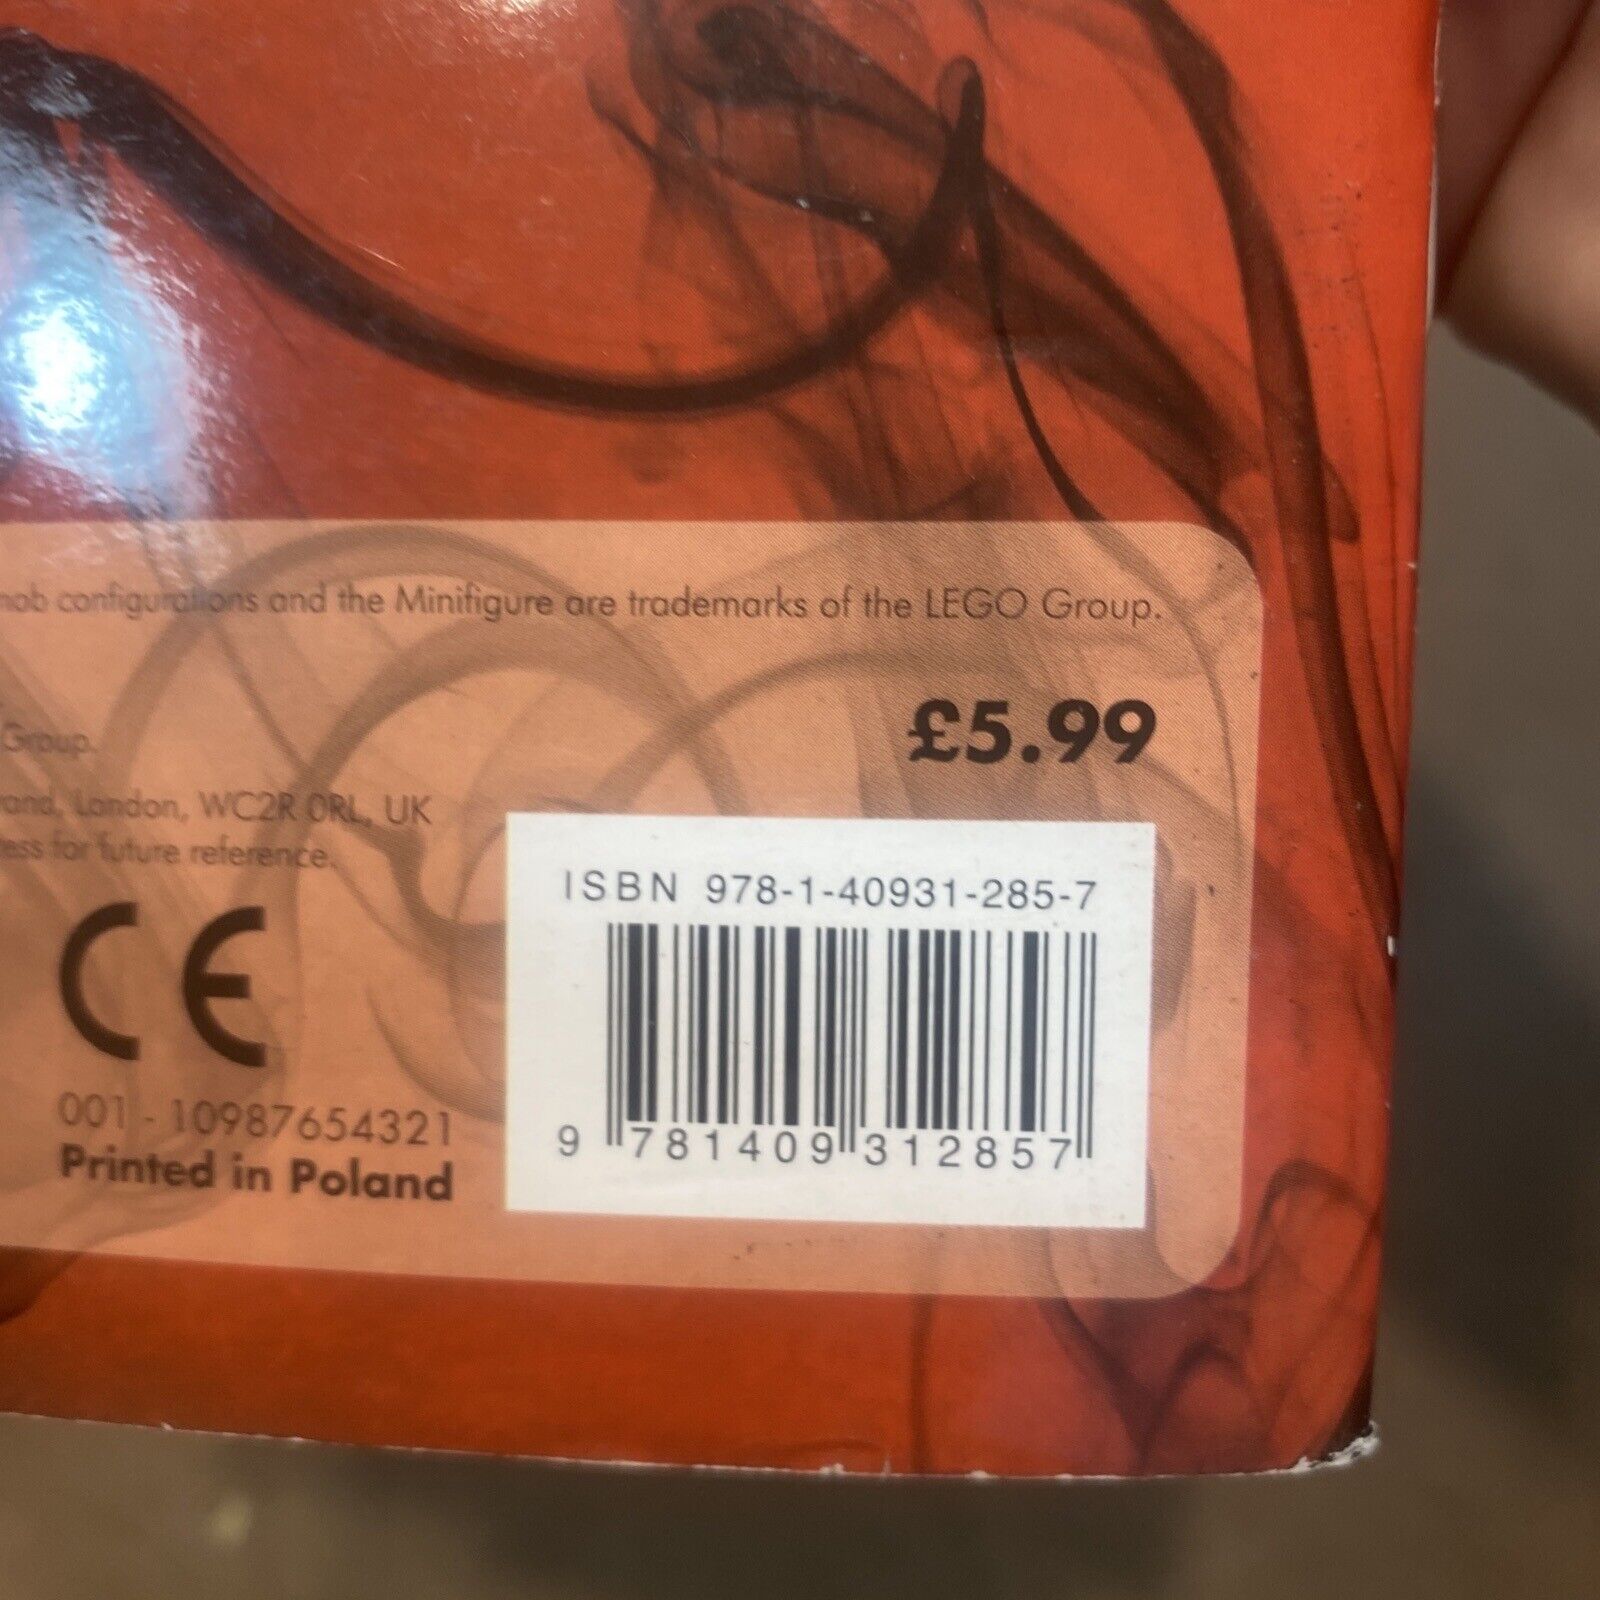 configurations and the Minifigure are trademarks of the LEGO Group.
£5.99
Group.
London, WC2R 0RL, UK
for future reference.
ISBN 978-1-40931-285-7
CE
9 781409 312857
001 - 10987654321
Printed in Poland